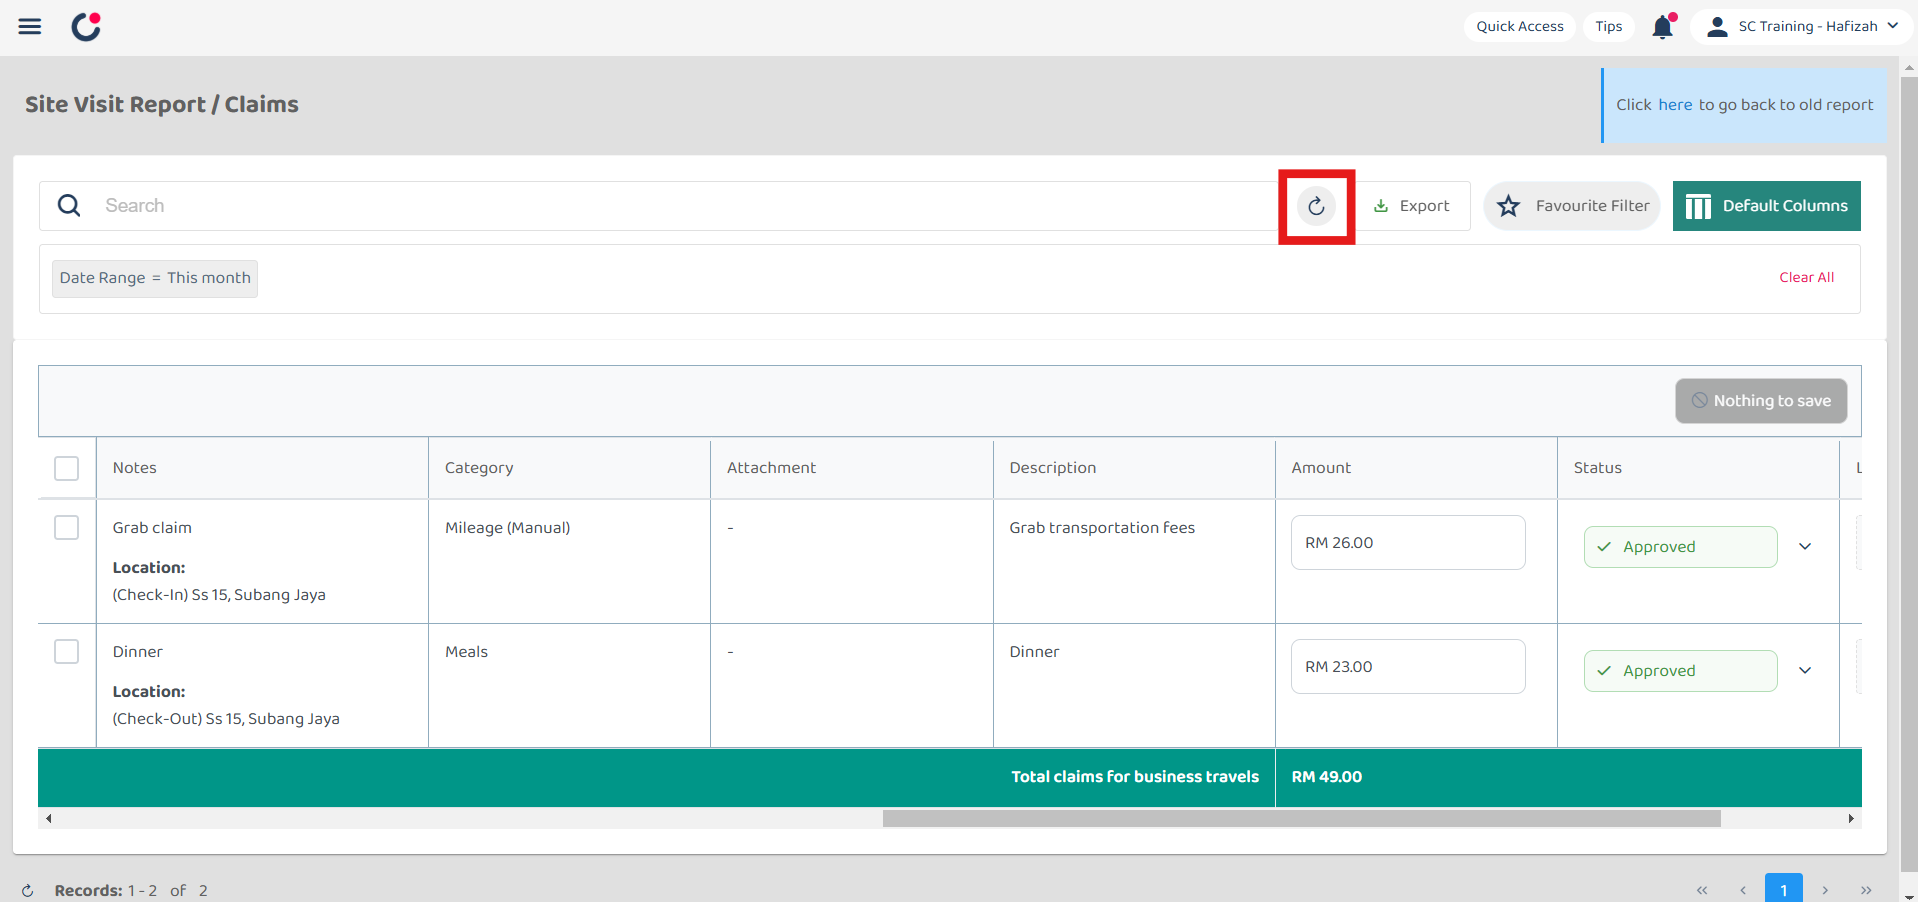 Quick Access
Tips
SC Training - Hafizah
Site Visit Report / Claims
Click here to go back to old report
Search
Export
Favourite Filter
Default Columns
Date Range = This month
Clear All
Nothing to save
Notes
Category
Attachment
Description
Amount
Status
Grab claim
Location:
(Check-In) Ss 15, Subang Jaya
Mileage (Manual)
-
Grab transportation fees
RM 26.00
Approved
Dinner
Location:
(Check-Out) Ss 15, Subang Jaya
Meals
-
Dinner
RM 23.00
Approved
Total claims for business travels
RM 49.00
Records: 1 - 2 of 2
« ‹ 1 › »